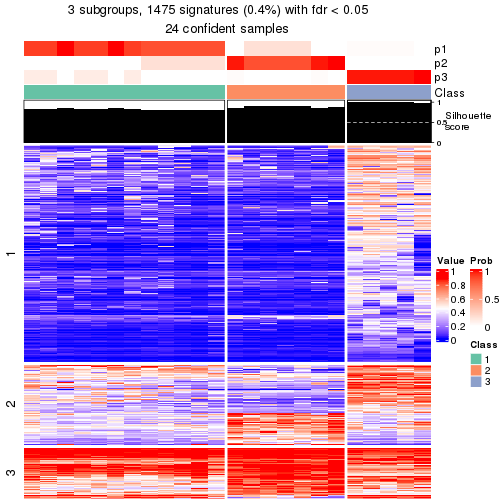 3 subgroups, 1475 signatures (0.4%) with fdr < 0.05
24 confident samples
p1
p2
p3
Class
1
0.5
0
Silhouette
score
1
2
3
Value
1
0.8
0.6
0.4
0.2
0
Prob
1
0.5
0
Class
1
2
3